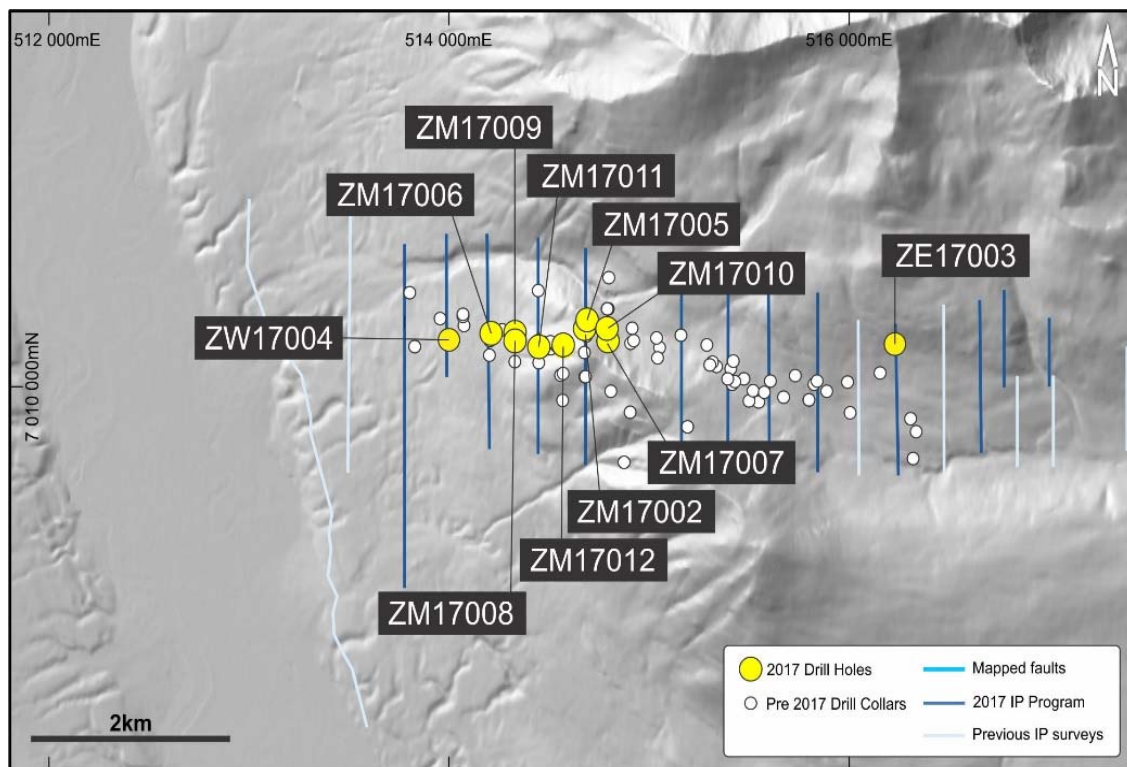 512 000mE
514 000mE
516 000mE
N
ZM17009
ZM17011
ZM17006
ZM17005
ZM17010
ZE17003
ZW17004
7 010 000mN
ZM17007
ZM17002
ZM17012
ZM17008
2017 Drill Holes
Pre 2017 Drill Collars
Mapped faults
2017 IP Program
Previous IP surveys
2km